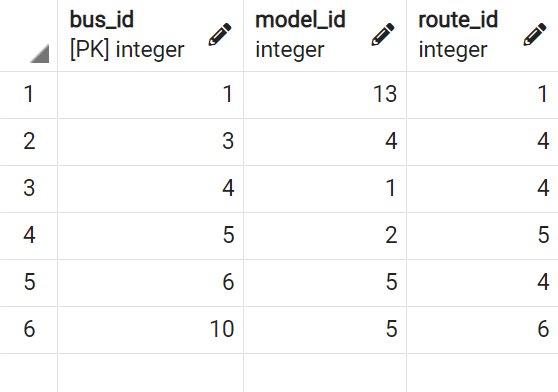 bus_id model_id route_id
[PK] integer integer integer
1 1 13 1
2 3 4 4
3 4 1 4
4 5 2 5
5 6 5 4
6 10 5 6